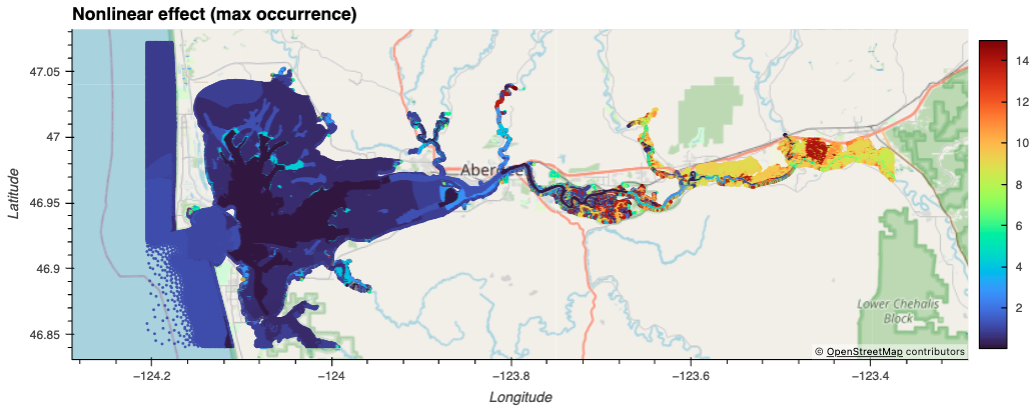 Nonlinear effect (max occurrence)
47.05
47
46.95
46.9
46.85
Latitude
Aber
Lower Chehalis
Block
© OpenStreetMap contributors
−124.2
−124
−123.8
−123.6
−123.4
Longitude
14
12
10
8
6
4
2